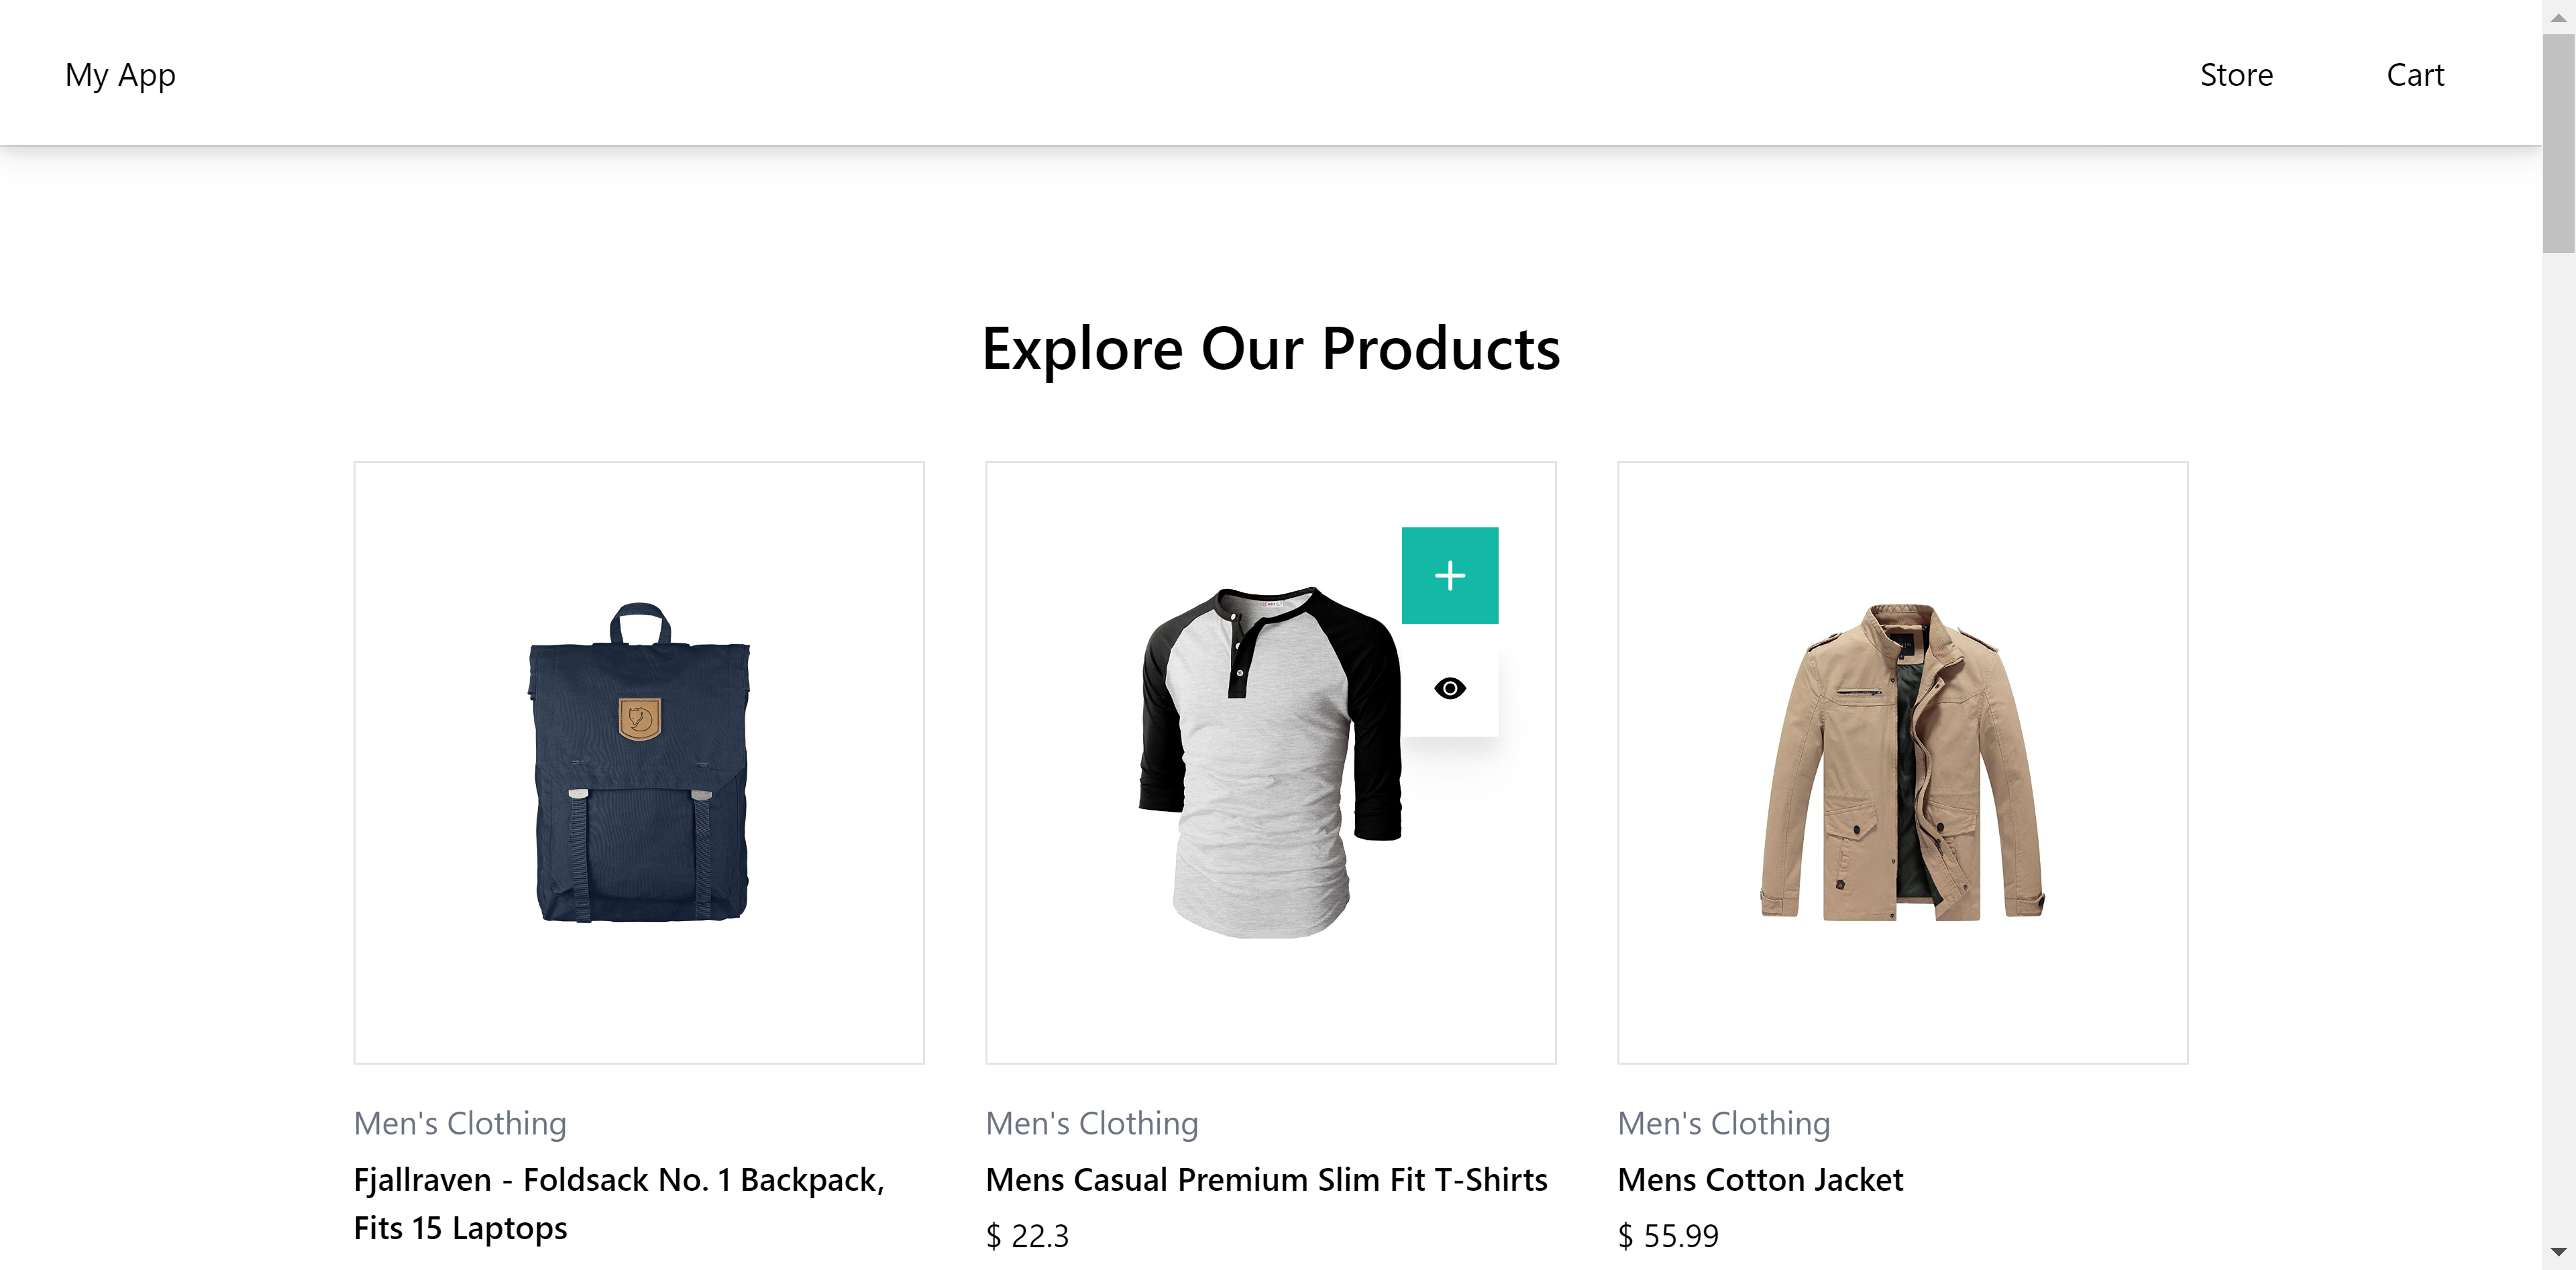 My App
Store
Cart
Explore Our Products
Men's Clothing
Fjallraven - Foldsack No. 1 Backpack,
Fits 15 Laptops
Men's Clothing
Mens Casual Premium Slim Fit T-Shirts
$ 22.3
Men's Clothing
Mens Cotton Jacket
$ 55.99